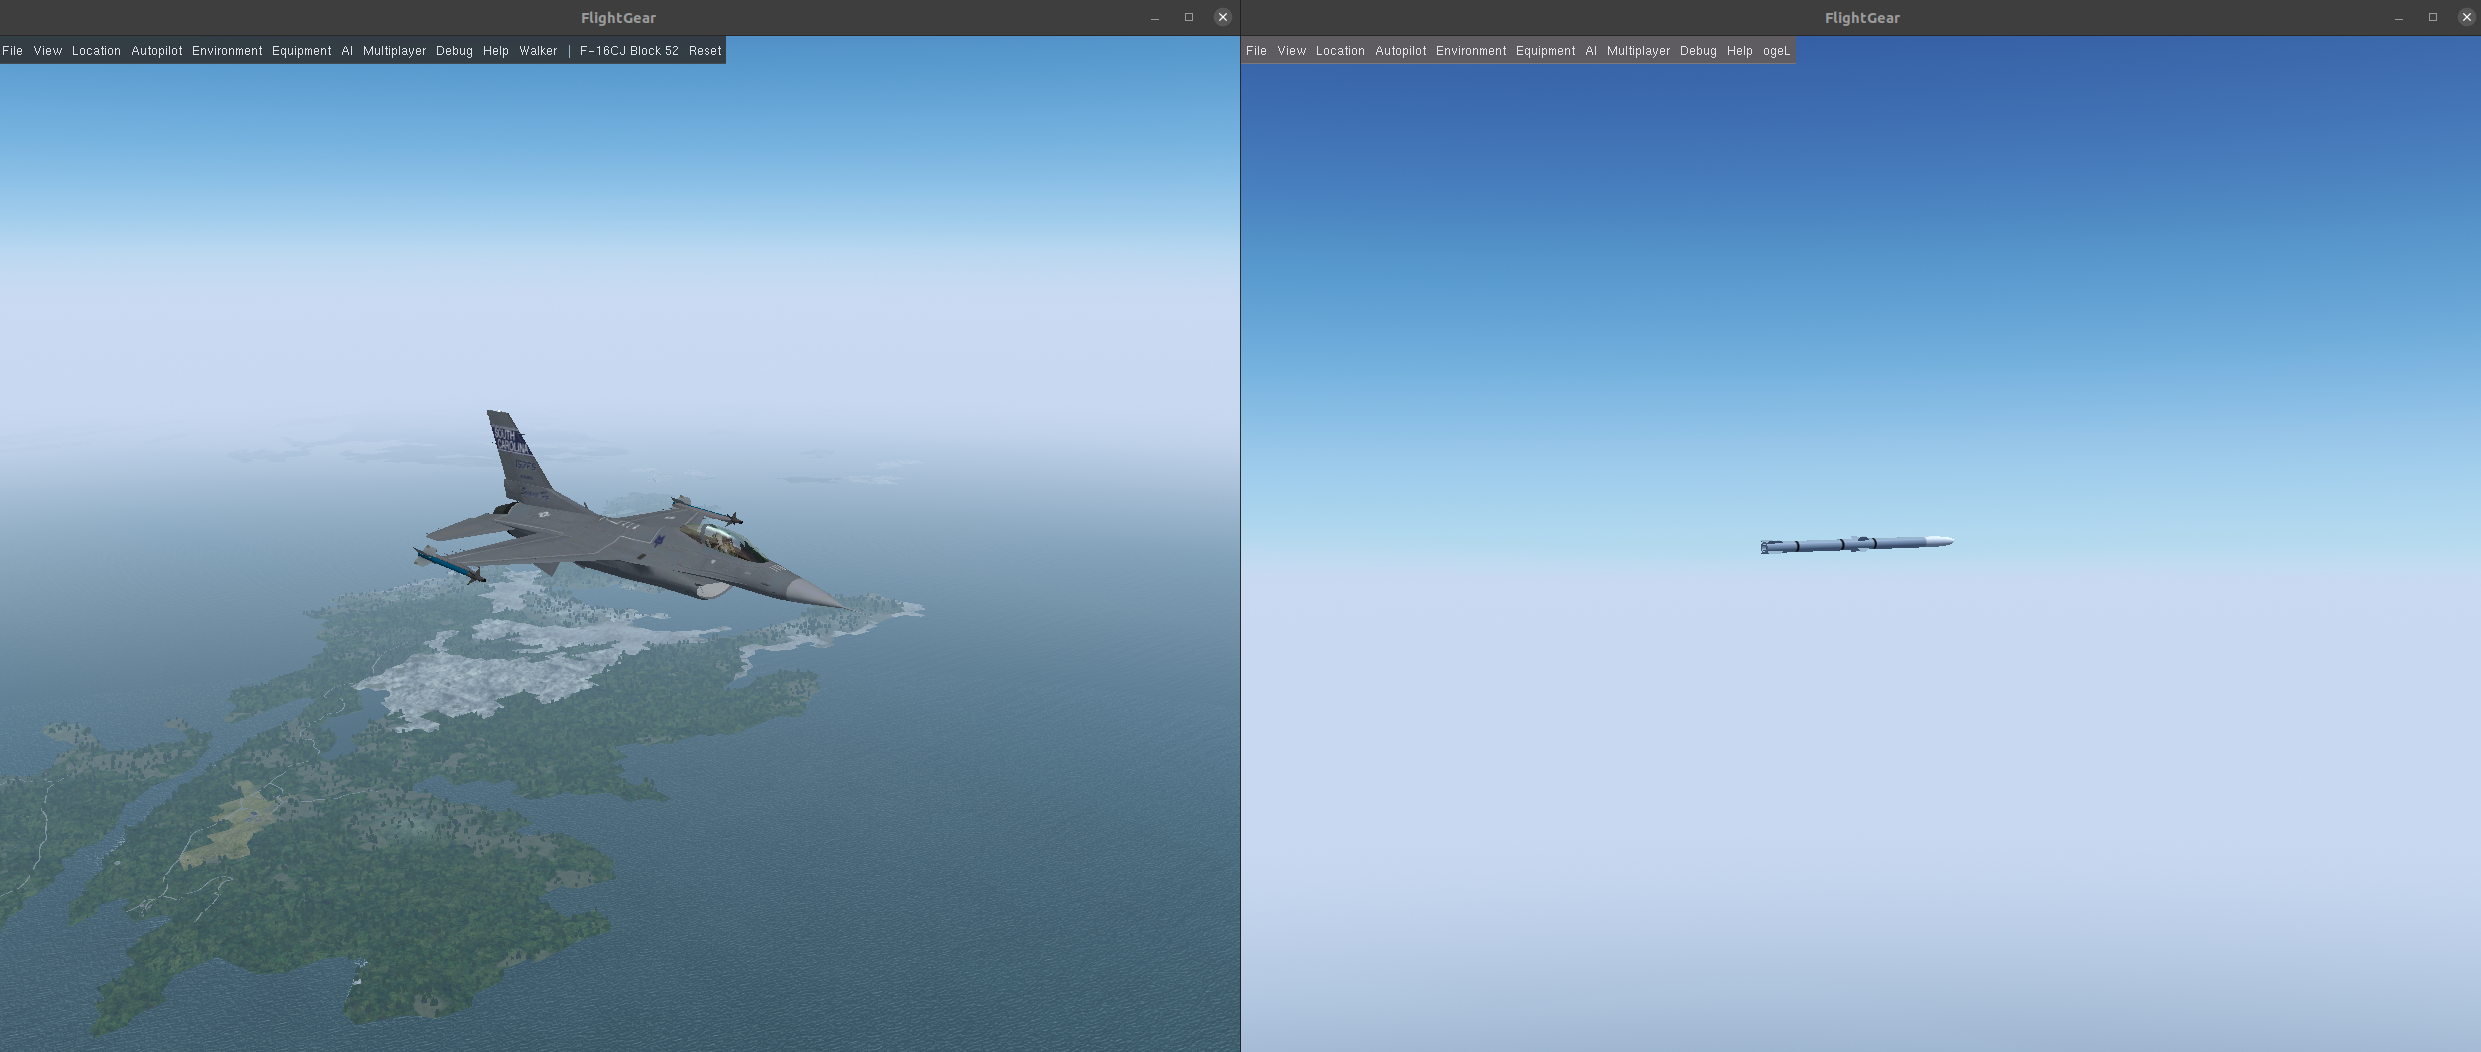 FlightGear
File View Location Autopilot Environment Equipment AI Multiplayer Debug Help Walker | F-16CJ Block 52 Reset
SOUTH
CAROLINA
FlightGear
File View Location Autopilot Environment Equipment AI Multiplayer Debug Help ogeL